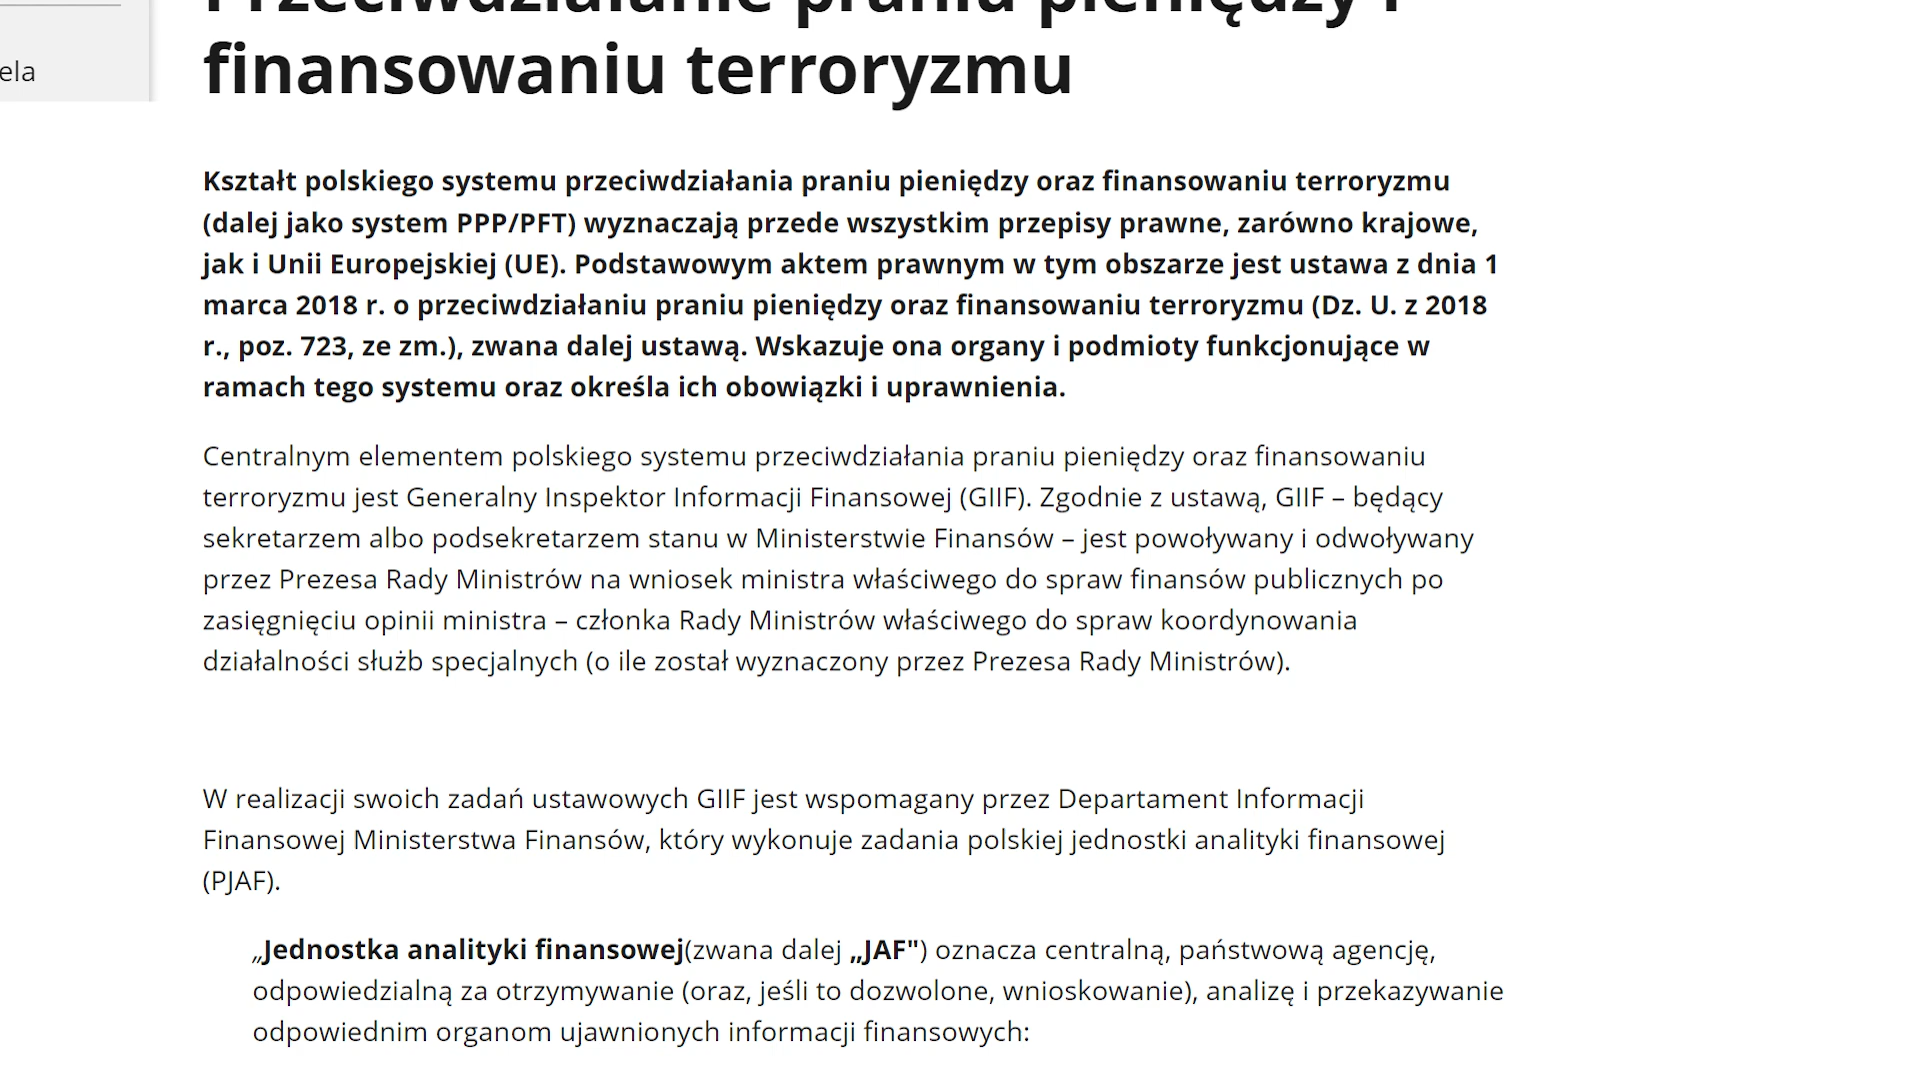 Przeciwdziałanie praniu pieniędzy i
finansowaniu terroryzmu
ela
Kształt polskiego systemu przeciwdziałania praniu pieniędzy oraz finansowaniu terroryzmu
(dalej jako system PPP/PFT) wyznaczają przede wszystkim przepisy prawne, zarówno krajowe,
jak i Unii Europejskiej (UE). Podstawowym aktem prawnym w tym obszarze jest ustawa z dnia 1
marca 2018 r. o przeciwdziałaniu praniu pieniędzy oraz finansowaniu terroryzmu (Dz. U. z 2018
r., poz. 723, ze zm.), zwana dalej ustawą. Wskazuje ona organy i podmioty funkcjonujące w
ramach tego systemu oraz określa ich obowiązki i uprawnienia.
Centralnym elementem polskiego systemu przeciwdziałania praniu pieniędzy oraz finansowaniu
terroryzmu jest Generalny Inspektor Informacji Finansowej (GIIF). Zgodnie z ustawą, GIIF – będący
sekretarzem albo podsekretarzem stanu w Ministerstwie Finansów – jest powoływany i odwoływany
przez Prezesa Rady Ministrów na wniosek ministra właściwego do spraw finansów publicznych po
zasięgnięciu opinii ministra – członka Rady Ministrów właściwego do spraw koordynowania
działalności służb specjalnych (o ile został wyznaczony przez Prezesa Rady Ministrów).
W realizacji swoich zadań ustawowych GIIF jest wspomagany przez Departament Informacji
Finansowej Ministerstwa Finansów, który wykonuje zadania polskiej jednostki analityki finansowej
(PJAF).
„Jednostka analityki finansowej(zwana dalej „JAF") oznacza centralną, państwową agencję,
odpowiedzialną za otrzymywanie (oraz, jeśli to dozwolone, wnioskowanie), analizę i przekazywanie
odpowiednim organom ujawnionych informacji finansowych: